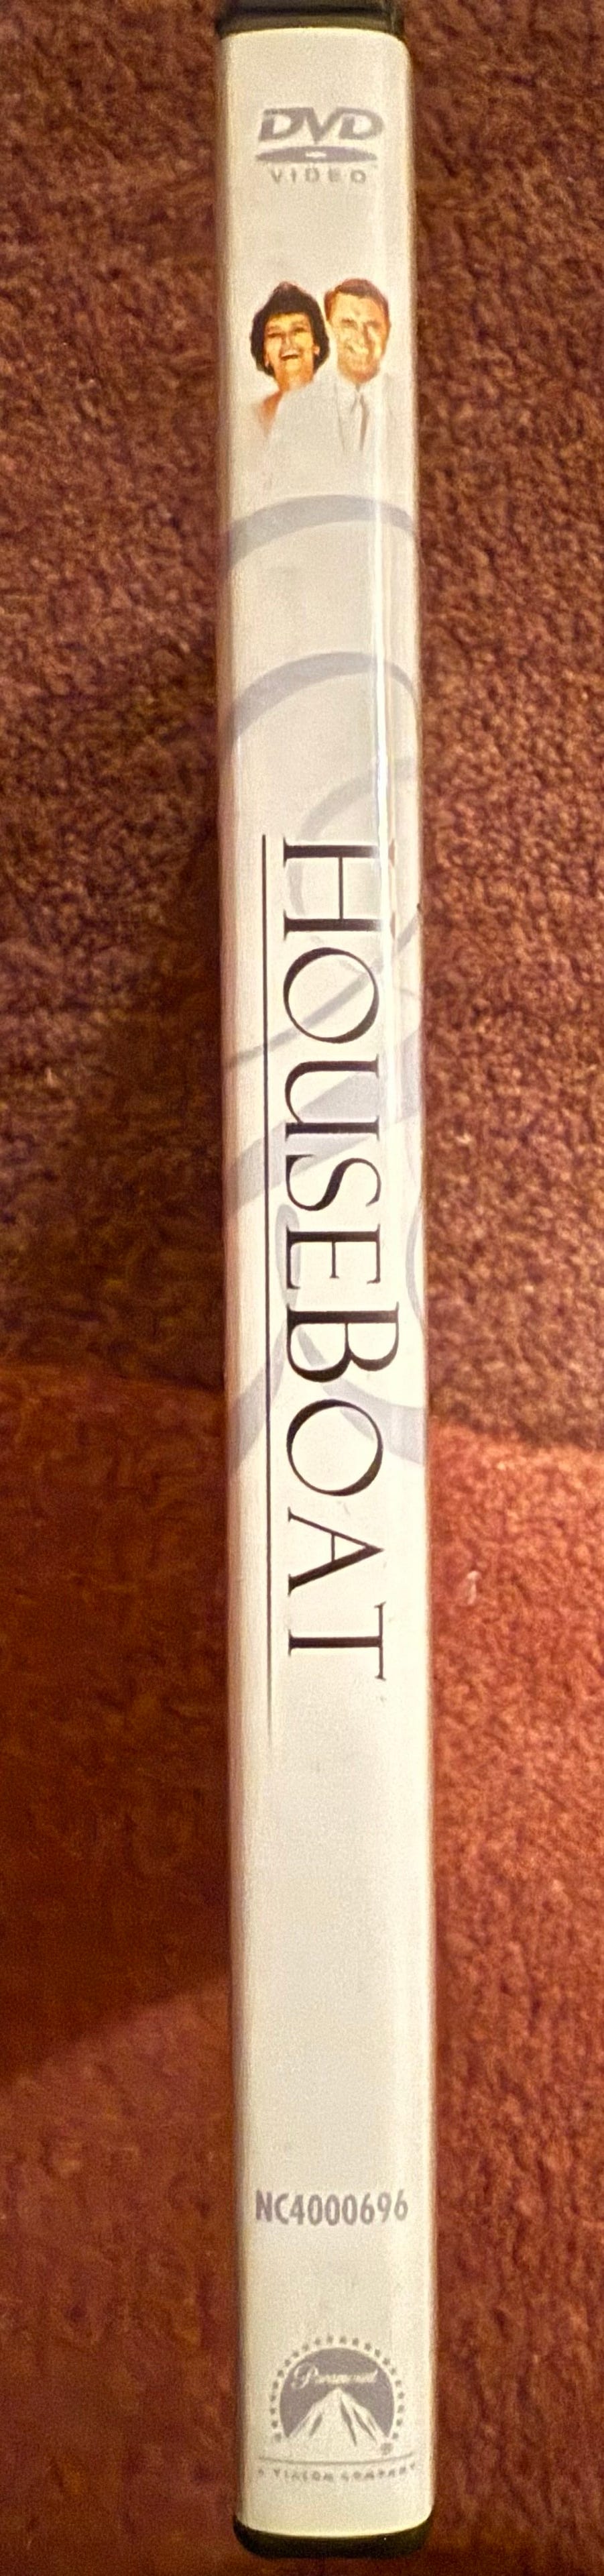 DVD
VIDEO
HOUSEBOAT
NC4000696
Paramount
A VIACOM COMPANY